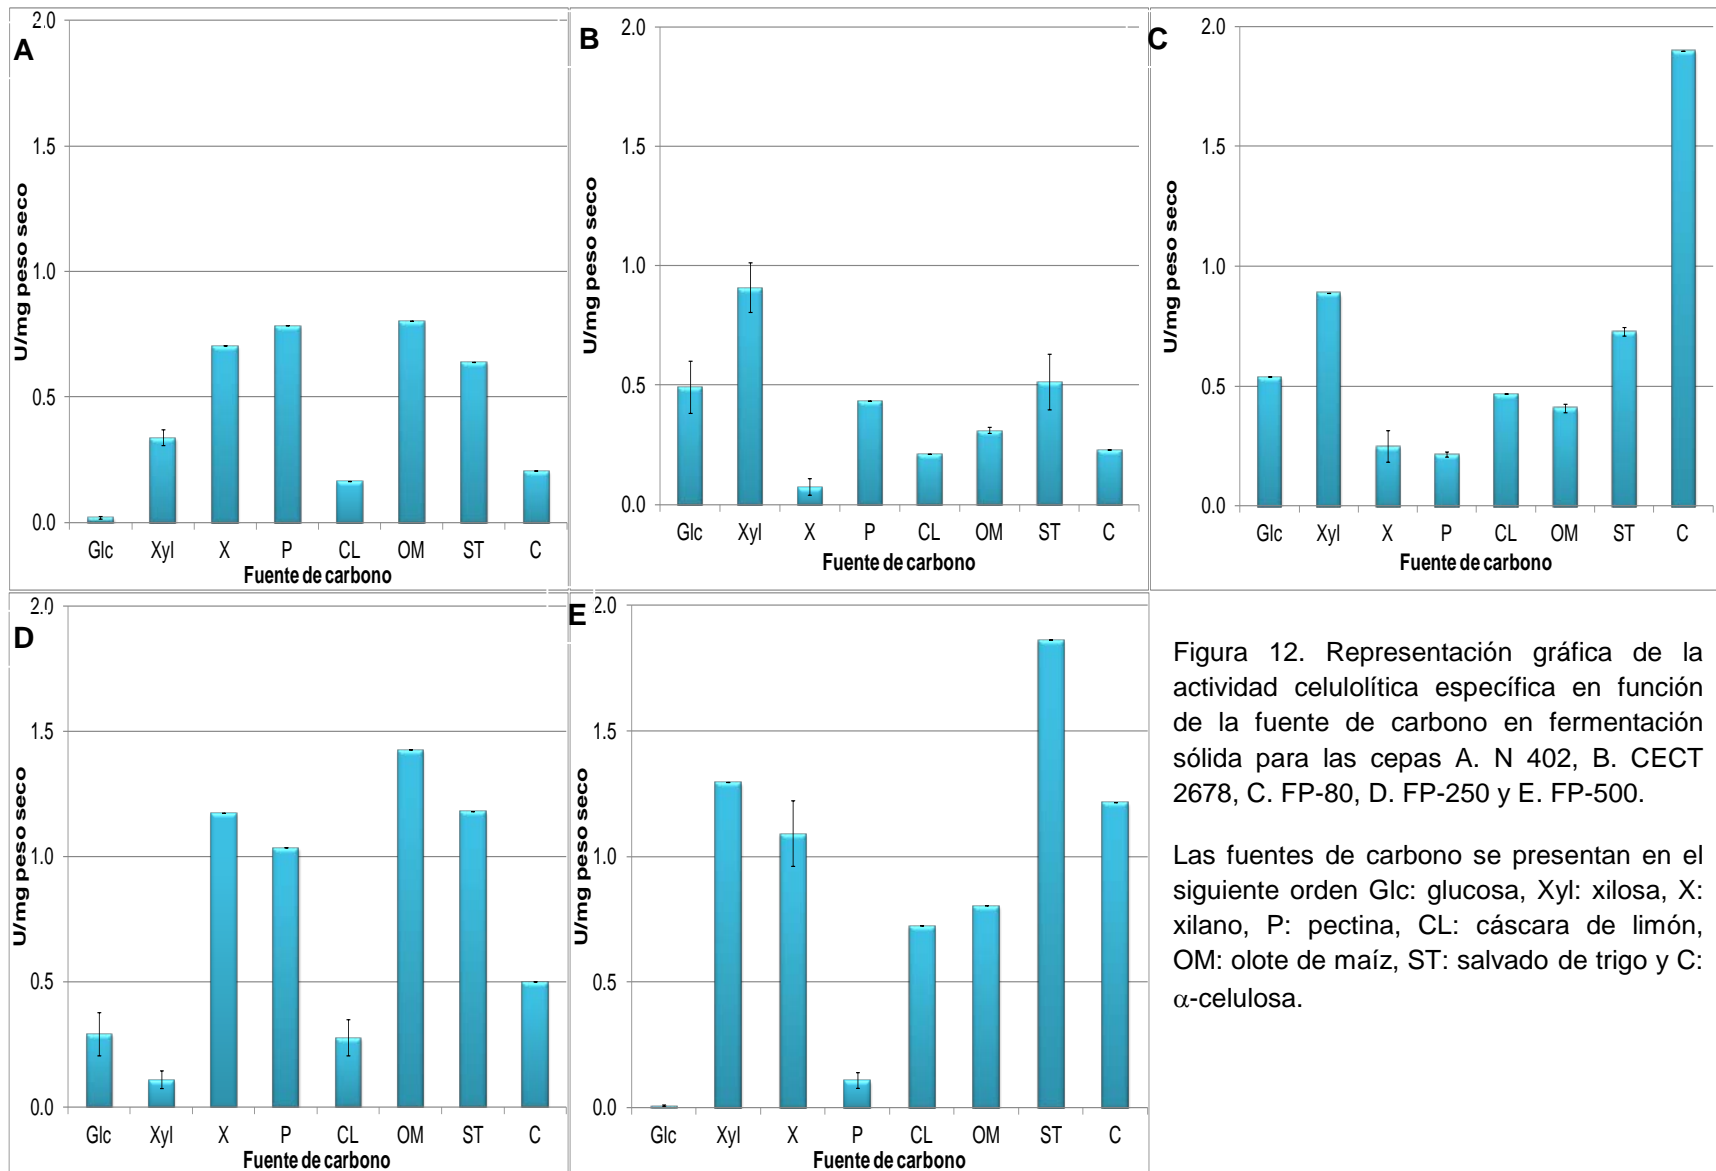 A
2.0
1.5
1.0
0.5
0.0
U/mg peso seco
Glc Xyl X P CL OM ST C
Fuente de carbono
B
2.0
1.5
1.0
0.5
0.0
U/mg peso seco
Glc Xyl X P CL OM ST C
Fuente de carbono
C
2.0
1.5
1.0
0.5
0.0
U/mg peso seco
Glc Xyl X P CL OM ST C
Fuente de carbono
D
2.0
1.5
1.0
0.5
0.0
U/mg peso seco
Glc Xyl X P CL OM ST C
Fuente de carbono
E
2.0
1.5
1.0
0.5
0.0
U/mg peso seco
Glc Xyl X P CL OM ST C
Fuente de carbono
Figura 12. Representación gráfica de la
actividad celulolítica específica en función
de la fuente de carbono en fermentación
sólida para las cepas A. N 402, B. CECT
2678, C. FP-80, D. FP-250 y E. FP-500.
Las fuentes de carbono se presentan en el
siguiente orden Glc: glucosa, Xyl: xilosa, X:
xilano, P: pectina, CL: cáscara de limón,
OM: olote de maíz, ST: salvado de trigo y C:
α-celulosa.